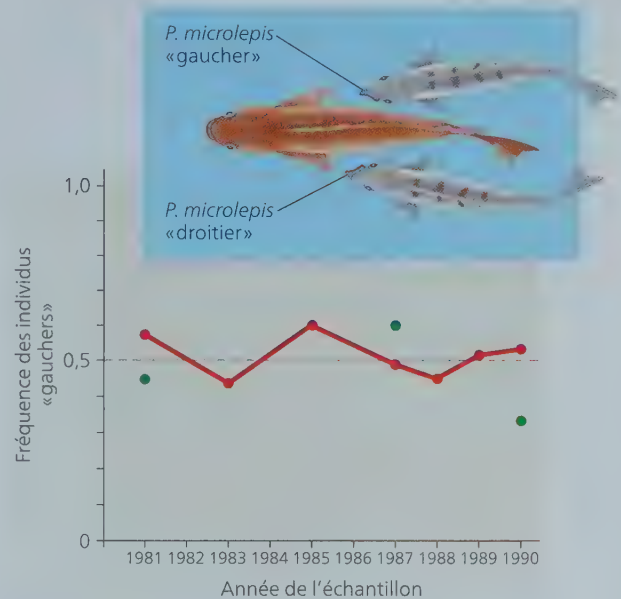 P. microlepis
«gaucher»
P. microlepis
«droitier»
1,0
0,5
0
Fréquence des individus
«gauchers»
1981 1982 1983 1984 1985 1986 1987 1988 1989 1990
Année de l'échantillon